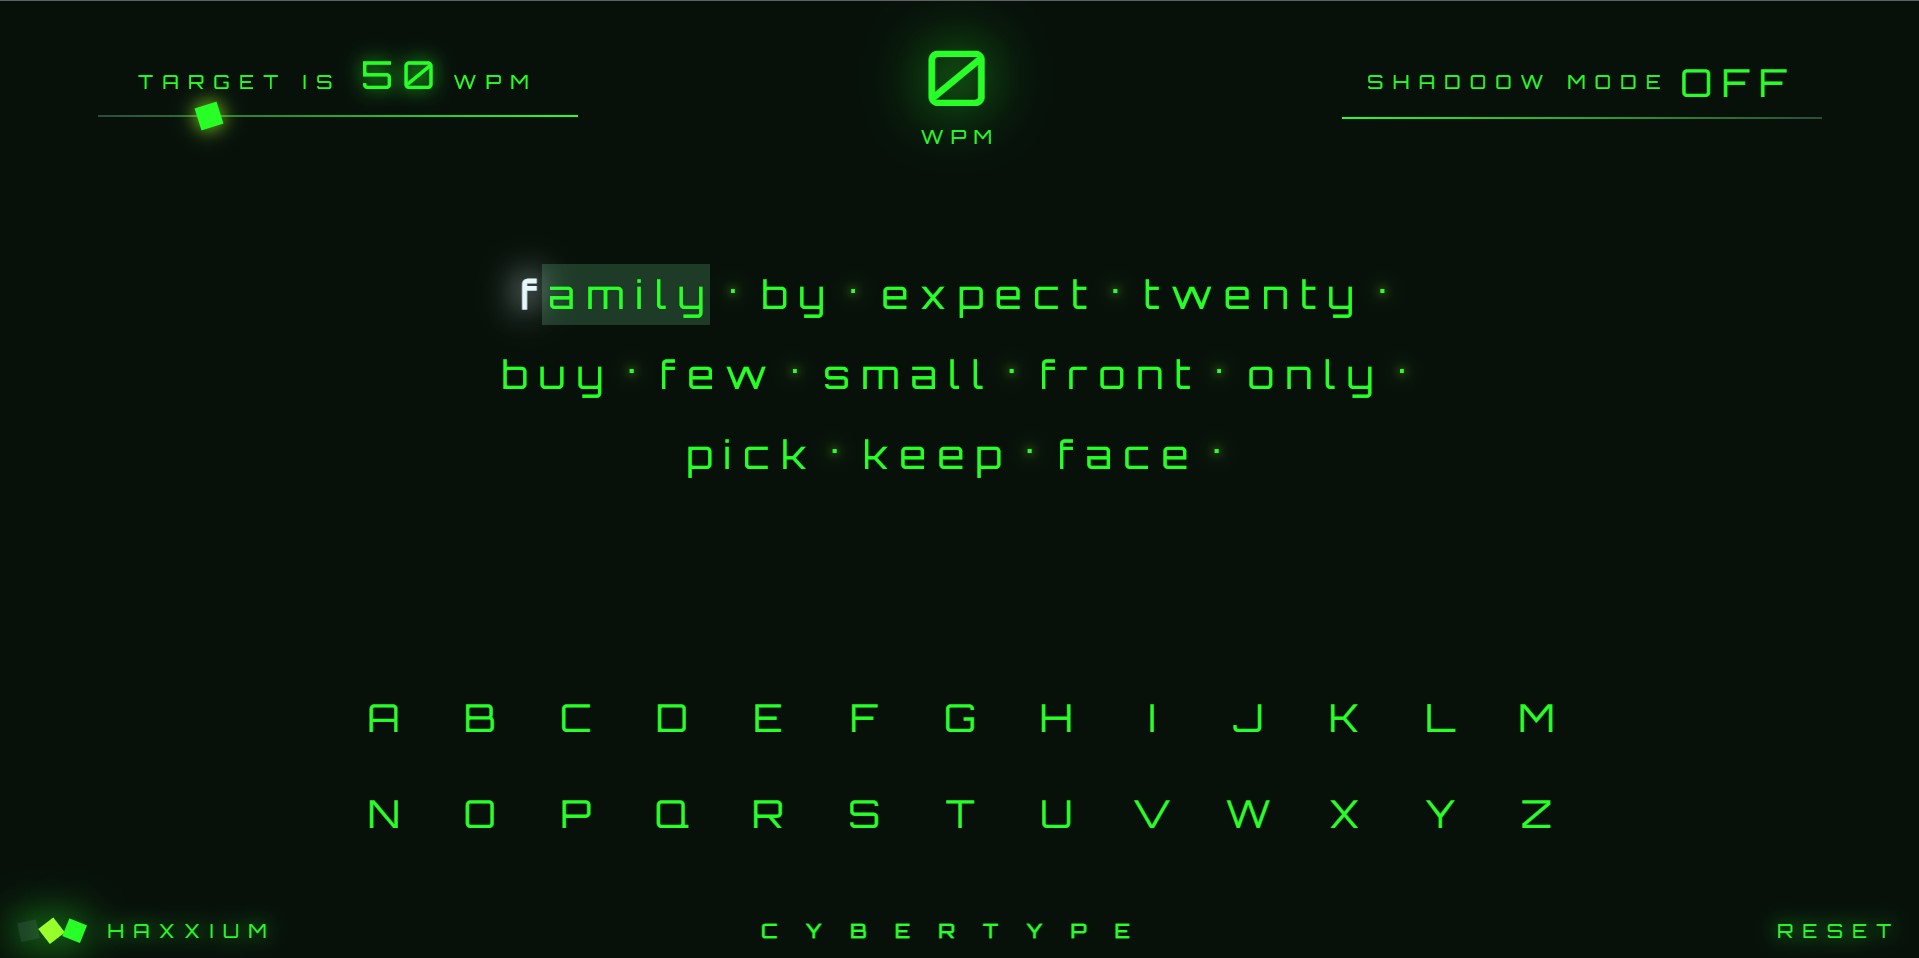 TARGET IS 50 WPM
0
WPM
SHADOOW MODE OFF
family · by · expect · twenty ·
buy · few · small · front · only ·
pick · keep · face ·
A B C D E F G H I J K L M
N O P Q R S T U V W X Y Z
HAXXIUM
CYBERTYPE
RESET